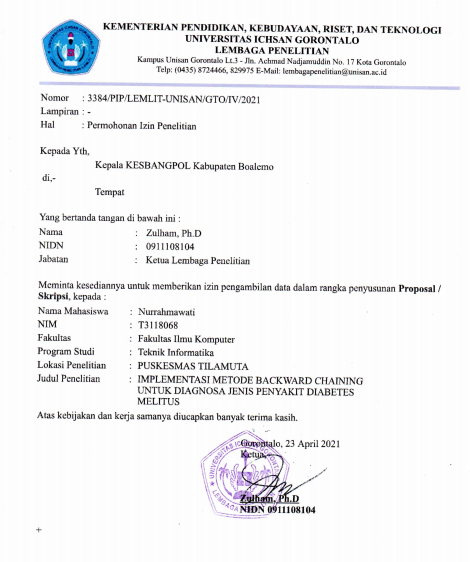 KEMENTERIAN PENDIDIKAN, KEBUDAYAAN, RISET, DAN TEKNOLOGI
UNIVERSITAS ICHSAN GORONTALO
LEMBAGA PENELITIAN
Kampus Unisan Gorontalo Lt.3 - Jln. Achmad Nadjamuddin No. 17 Kota Gorontalo
Telp: (0435) 8724466, 829975 E-Mail: lembagapenelitian@unisan.ac.id
Nomor : 3384/PIP/LEMLIT-UNISAN/GTO/IV/2021
Lampiran : -
Hal : Permohonan Izin Penelitian
Kepada Yth,
Kepala KESBANGPOL Kabupaten Boalemo
di,-
Tempat
Yang bertanda tangan di bawah ini :
Nama : Zulham, Ph.D
NIDN : 0911108104
Jabatan : Ketua Lembaga Penelitian
Meminta kesediannya untuk memberikan izin pengambilan data dalam rangka penyusunan Proposal /
Skripsi, kepada :
Nama Mahasiswa : Nurrahmawati
NIM : T3118068
Fakultas : Fakultas Ilmu Komputer
Program Studi : Teknik Informatika
Lokasi Penelitian : PUSKESMAS TILAMUTA
Judul Penelitian : IMPLEMENTASI METODE BACKWARD CHAINING
UNTUK DIAGNOSA JENIS PENYAKIT DIABETES
MELITUS
Atas kebijakan dan kerja samanya diucapkan banyak terima kasih.
Gorontalo, 23 April 2021
Ketua,
Zulham, Ph.D
NIDN 0911108104
+